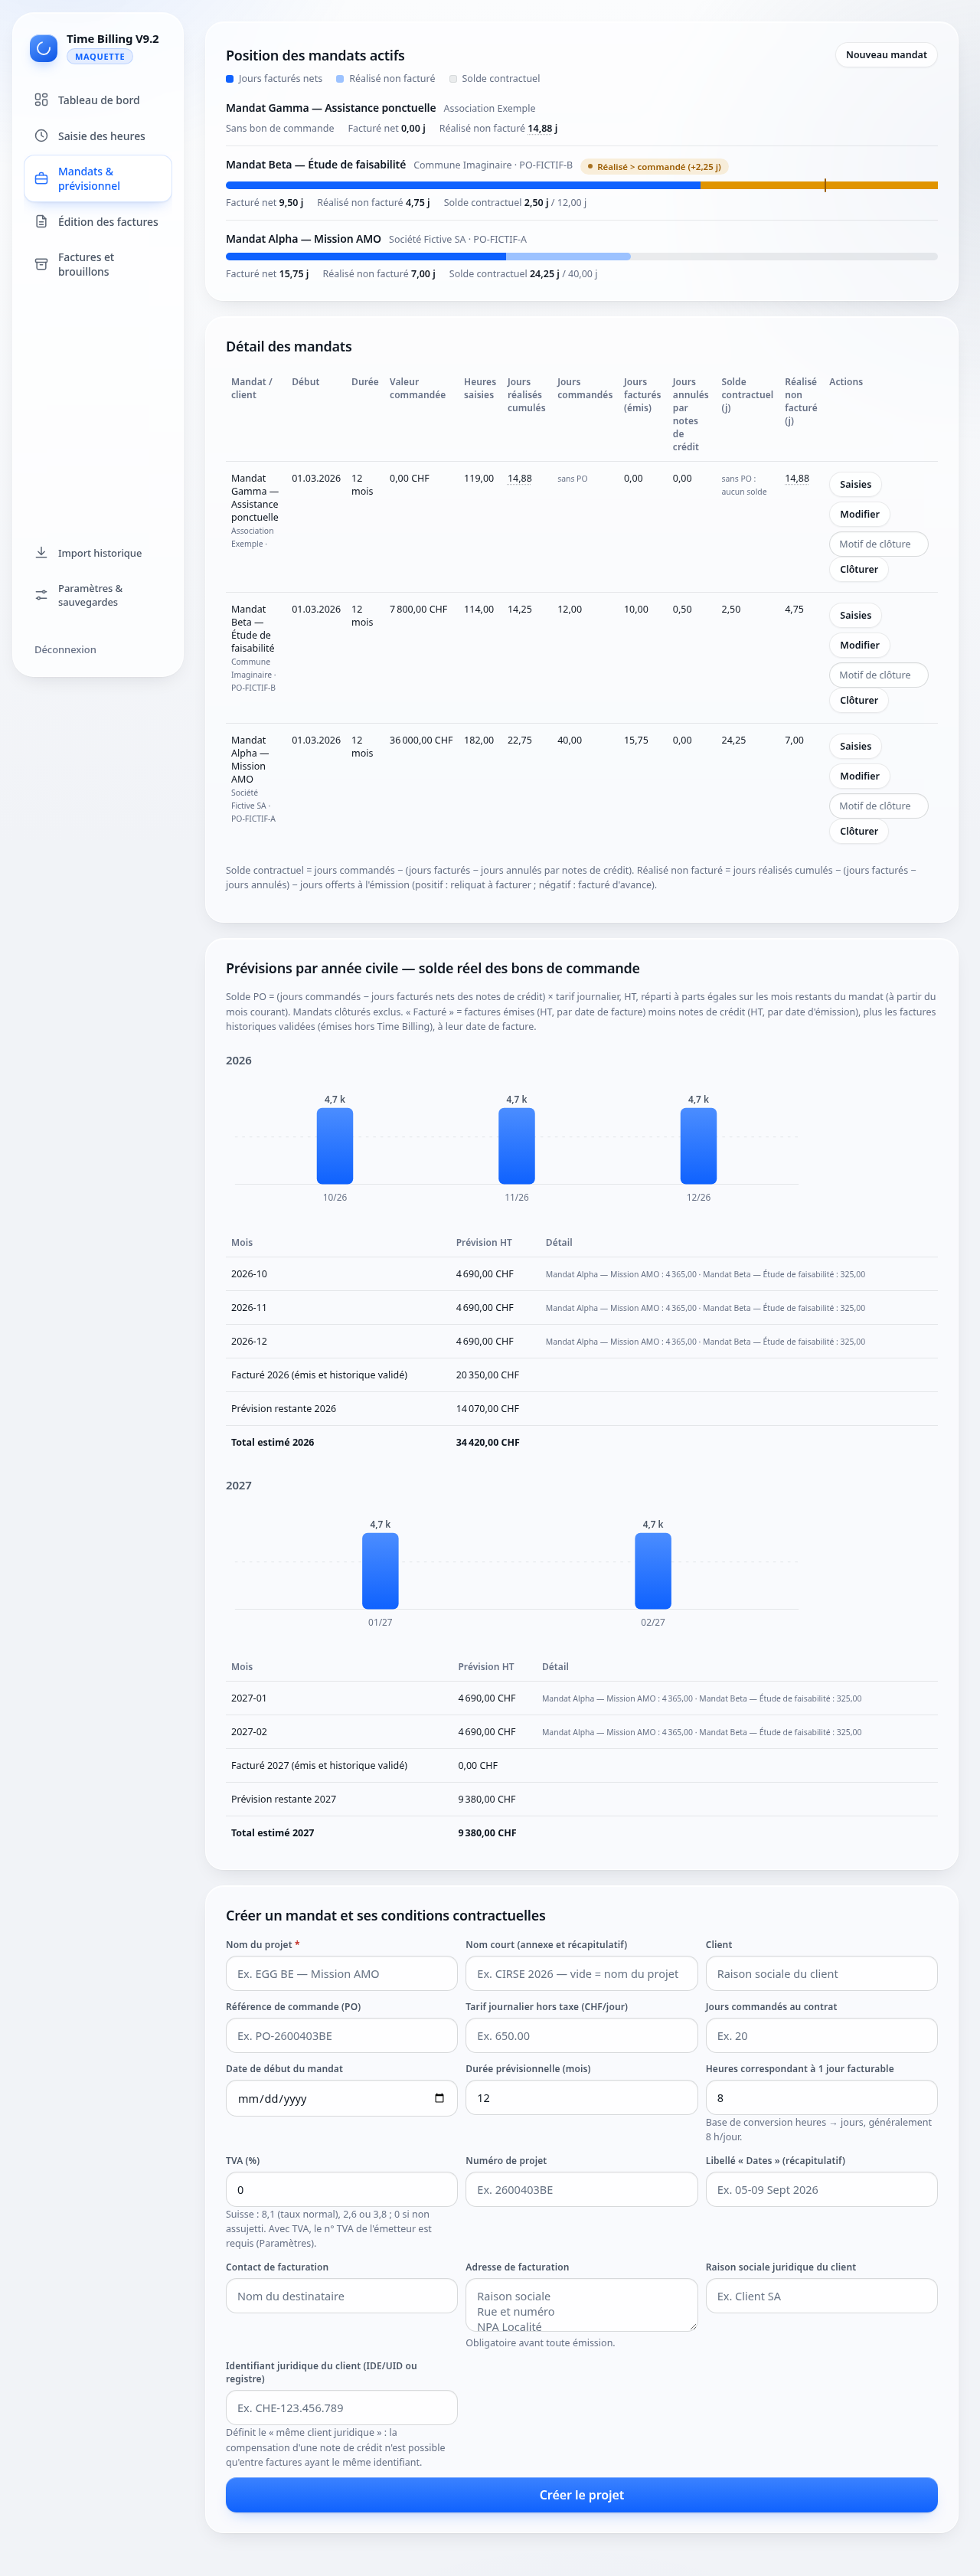 Time Billing V9.2
MAQUETTE
Tableau de bord
Saisie des heures
Mandats &
prévisionnel
Édition des factures
Factures et
brouillons
Import historique
Paramètres &
sauvegardes
Déconnexion
Position des mandats actifs
Nouveau mandat
Jours facturés nets Réalisé non facturé Solde contractuel
Mandat Gamma — Assistance ponctuelle Association Exemple
Sans bon de commande Facturé net 0,00 j Réalisé non facturé 14,88 j
Mandat Beta — Étude de faisabilité Commune Imaginaire · PO-FICTIF-B Réalisé > commandé (+2,25 j)
Facturé net 9,50 j Réalisé non facturé 4,75 j Solde contractuel 2,50 j / 12,00 j
Mandat Alpha — Mission AMO Société Fictive SA · PO-FICTIF-A
Facturé net 15,75 j Réalisé non facturé 7,00 j Solde contractuel 24,25 j / 40,00 j
Détail des mandats
Mandat / Début Durée Valeur Heures Jours Jours Jours Jours Solde Réalisé Actions
client commandée saisies réalisés commandés facturés annulés contractuel non
cumulés (émis) par (j) facturé
notes (j)
de
crédit
Mandat 01.03.2026 12 0,00 CHF 119,00 14,88 sans PO 0,00 0,00 sans PO : 14,88 Saisies
Gamma — mois aucun solde
Assistance Modifier
ponctuelle
Association Motif de clôture
Exemple ·
Clôturer
Mandat 01.03.2026 12 7 800,00 CHF 114,00 14,25 12,00 10,00 0,50 2,50 4,75 Saisies
Beta — mois
Étude de Modifier
faisabilité
Commune Motif de clôture
Imaginaire ·
PO-FICTIF-B
Clôturer
Mandat 01.03.2026 12 36 000,00 CHF 182,00 22,75 40,00 15,75 0,00 24,25 7,00 Saisies
Alpha — mois
Mission Modifier
AMO
Société Motif de clôture
Fictive SA ·
PO-FICTIF-A
Clôturer
Solde contractuel = jours commandés − (jours facturés − jours annulés par notes de crédit). Réalisé non facturé = jours réalisés cumulés − (jours facturés −
jours annulés) − jours offerts à l'émission (positif : reliquat à facturer ; négatif : facturé d'avance).
Prévisions par année civile — solde réel des bons de commande
Solde PO = (jours commandés − jours facturés nets des notes de crédit) × tarif journalier, HT, réparti à parts égales sur les mois restants du mandat (à partir du
mois courant). Mandats clôturés exclus. « Facturé » = factures émises (HT, par date de facture) moins notes de crédit (HT, par date d'émission), plus les factures
historiques validées (émises hors Time Billing), à leur date de facture.
2026
4,7 k 4,7 k 4,7 k
10/26 11/26 12/26
Mois Prévision HT Détail
2026-10 4 690,00 CHF Mandat Alpha — Mission AMO : 4 365,00 · Mandat Beta — Étude de faisabilité : 325,00
2026-11 4 690,00 CHF Mandat Alpha — Mission AMO : 4 365,00 · Mandat Beta — Étude de faisabilité : 325,00
2026-12 4 690,00 CHF Mandat Alpha — Mission AMO : 4 365,00 · Mandat Beta — Étude de faisabilité : 325,00
Facturé 2026 (émis et historique validé) 20 350,00 CHF
Prévision restante 2026 14 070,00 CHF
Total estimé 2026 34 420,00 CHF
2027
4,7 k 4,7 k
01/27 02/27
Mois Prévision HT Détail
2027-01 4 690,00 CHF Mandat Alpha — Mission AMO : 4 365,00 · Mandat Beta — Étude de faisabilité : 325,00
2027-02 4 690,00 CHF Mandat Alpha — Mission AMO : 4 365,00 · Mandat Beta — Étude de faisabilité : 325,00
Facturé 2027 (émis et historique validé) 0,00 CHF
Prévision restante 2027 9 380,00 CHF
Total estimé 2027 9 380,00 CHF
Créer un mandat et ses conditions contractuelles
Nom du projet * Nom court (annexe et récapitulatif) Client
Ex. EGG BE — Mission AMO Ex. CIRSE 2026 — vide = nom du projet Raison sociale du client
Référence de commande (PO) Tarif journalier hors taxe (CHF/jour) Jours commandés au contrat
Ex. PO-2600403BE Ex. 650.00 Ex. 20
Date de début du mandat Durée prévisionnelle (mois) Heures correspondant à 1 jour facturable
mm/dd/yyyy 12 8
Base de conversion heures → jours, généralement
8 h/jour.
TVA (%) Numéro de projet Libellé « Dates » (récapitulatif)
0 Ex. 2600403BE Ex. 05-09 Sept 2026
Suisse : 8,1 (taux normal), 2,6 ou 3,8 ; 0 si non
assujetti. Avec TVA, le n° TVA de l'émetteur est
requis (Paramètres).
Contact de facturation Adresse de facturation Raison sociale juridique du client
Nom du destinataire Raison sociale Ex. Client SA
Rue et numéro
NPA Localité
Obligatoire avant toute émission.
Identifiant juridique du client (IDE/UID ou
registre)
Ex. CHE-123.456.789
Définit le « même client juridique » : la
compensation d'une note de crédit n'est possible
qu'entre factures ayant le même identifiant.
Créer le projet